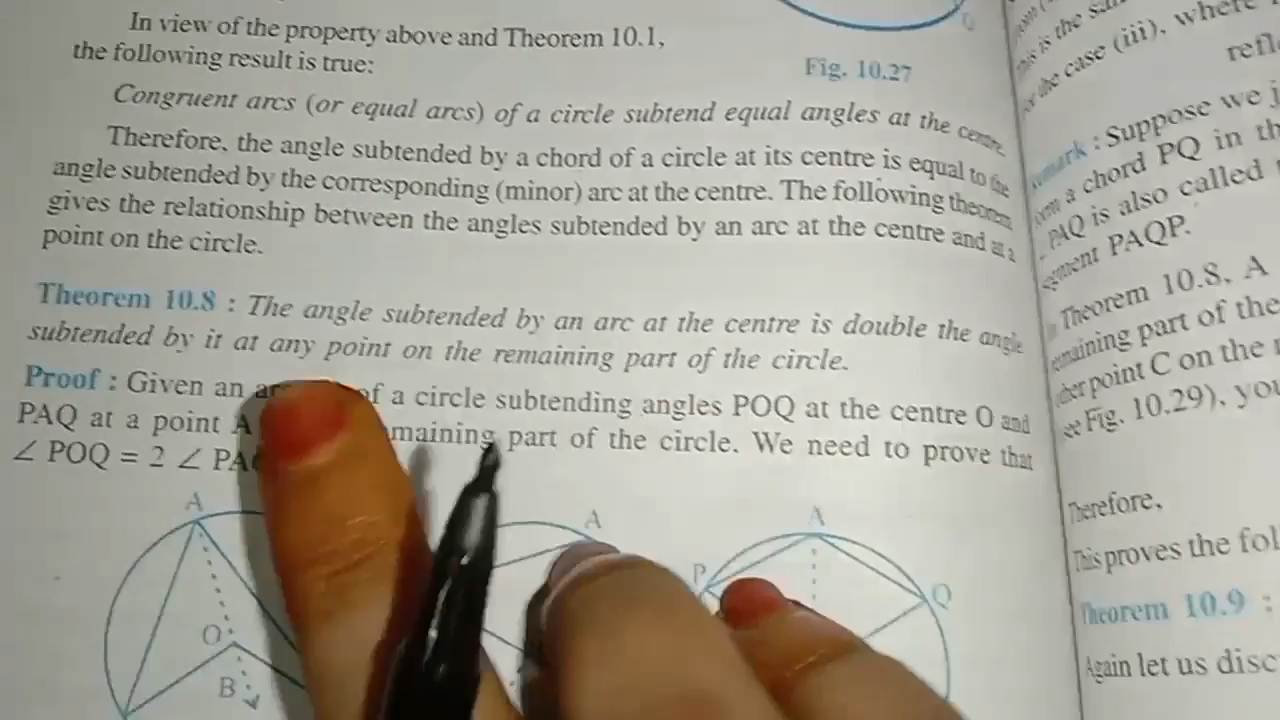 In view of the property above and Theorem 10.1,
the following result is true:
Fig. 10.27
Congruent arcs (or equal arcs) of a circle subtend equal angles at the centre.
Therefore, the angle subtended by a chord of a circle at its centre is equal to the
angle subtended by the corresponding (minor) arc at the centre. The following theorem
gives the relationship between the angles subtended by an arc at the centre and at a
point on the circle.
Theorem 10.8 : The angle subtended by an arc at the centre is double the angle
subtended by it at any point on the remaining part of the circle.
Proof : Given an of a circle subtending angles POQ at the centre O and
PAQ at a point A part of the circle. We need to prove that
∠ POQ = 2 ∠
A
O
B
A
A
P
Q
is the
case (iii), where
: Suppose we
a chord PQ in
PAQ is also called
PAQP.
Theorem 10.8, A
part of the
point C on the
Fig. 10.29),
Therefore,
This proves the
Theorem 10.9 :
Again let us